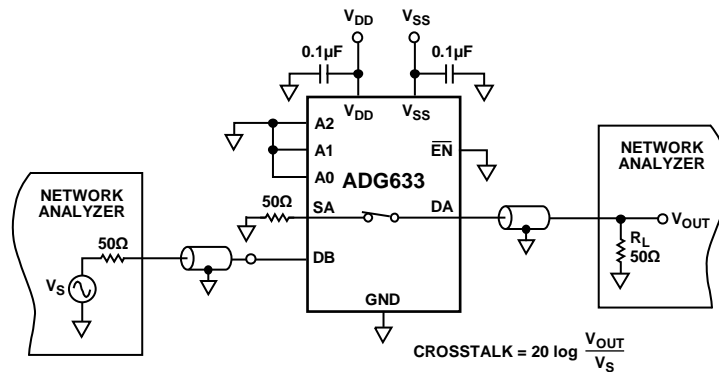 V_DD
V_SS
0.1µF
0.1µF
V_DD
V_SS
A2
A1
A0
EN
ADG633
NETWORK
ANALYZER
50Ω
V_S
50Ω
SA
DA
DB
GND
NETWORK
ANALYZER
V_OUT
R_L
50Ω
CROSSTALK = 20 log V_OUT / V_S